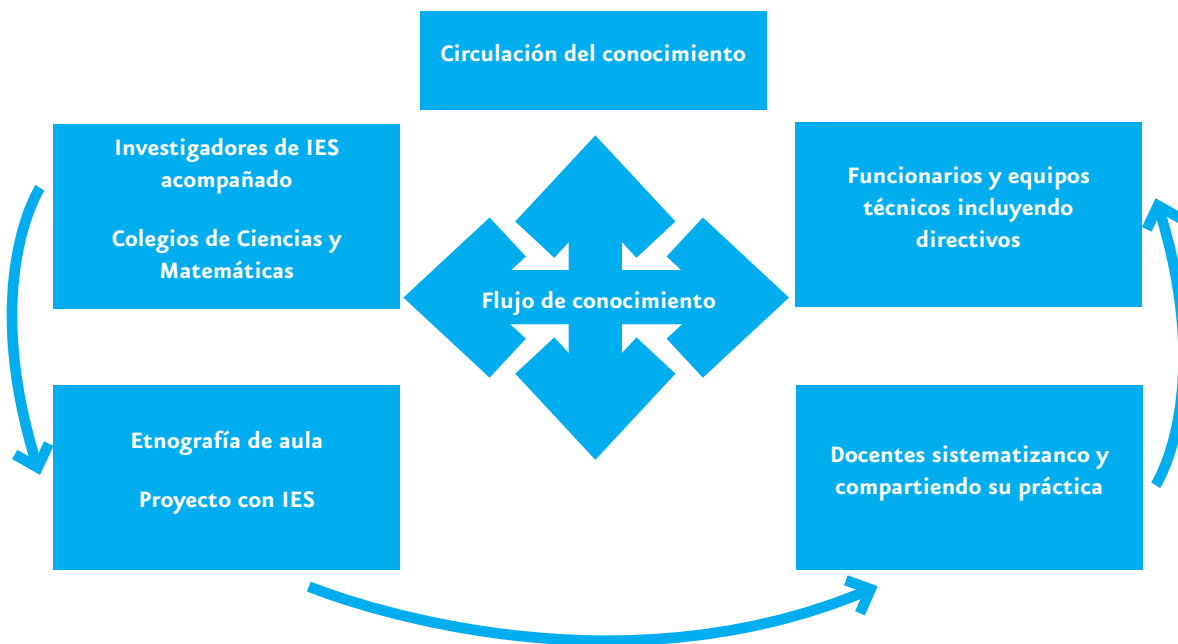 Circulación del conocimiento
Investigadores de IES
acompañado
Colegios de Ciencias y
Matemáticas
Funcionarios y equipos
técnicos incluyendo
directivos
Flujo de conocimiento
Etnografía de aula
Proyecto con IES
Docentes sistematizanco y
compartiendo su práctica